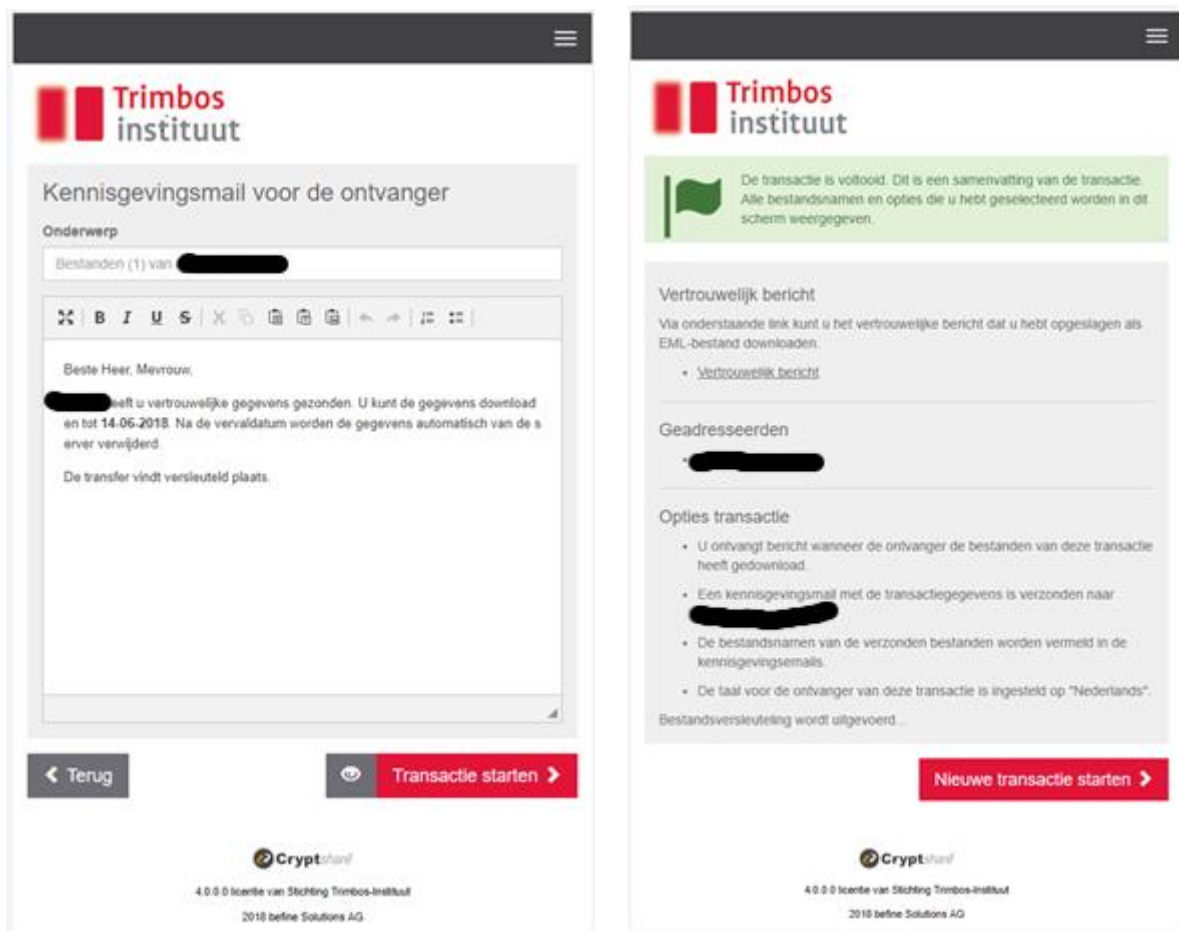 Trimbos
instituut
Kennisgevingsmail voor de ontvanger
Onderwerp
Bestanden (1) van
B I U S
Beste Heer, Mevrouw,
eeft u vertrouwelijke gegevens gezonden. U kunt de gegevens download
en tot 14-06-2018. Na de vervaldatum worden de gegevens automatisch van de s
erver verwijderd.
De transfer vindt versleuteld plaats.
Terug
Transactie starten
Cryptshare
4.0.0.0 licentie van Stichting Trimbos-Instituut
2018 befine Solutions AG
Trimbos
instituut
De transactie is voltooid. Dit is een samenvatting van de transactie.
Alle bestandsnamen en opties die u hebt geselecteerd worden in dit
scherm weergegeven.
Vertrouwelijk bericht
Via onderstaande link kunt u het vertrouwelijke bericht dat u hebt opgeslagen als
EML-bestand downloaden.
• Vertrouwelijk bericht
Geadresseerden
Opties transactie
• U ontvangt bericht wanneer de ontvanger de bestanden van deze transactie
heeft gedownload.
• Een kennisgevingsmail met de transactiegegevens is verzonden naar
• De bestandsnamen van de verzonden bestanden worden vermeld in de
kennisgevingsemails.
• De taal voor de ontvanger van deze transactie is ingesteld op "Nederlands".
Bestandsversleuteling wordt uitgevoerd...
Nieuwe transactie starten
Cryptshare
4.0.0.0 licentie van Stichting Trimbos-Instituut
2018 befine Solutions AG